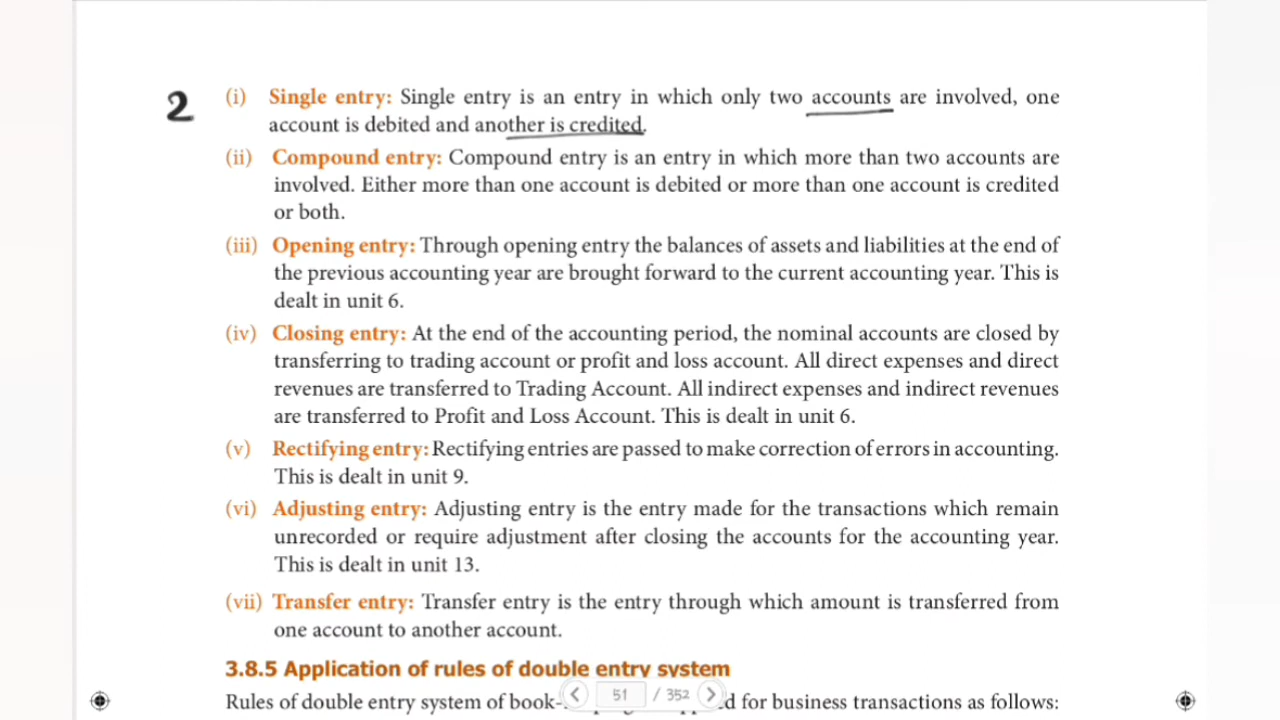 2
(i) Single entry: Single entry is an entry in which only two accounts are involved, one
account is debited and another is credited.
(ii) Compound entry: Compound entry is an entry in which more than two accounts are
involved. Either more than one account is debited or more than one account is credited
or both.
(iii) Opening entry: Through opening entry the balances of assets and liabilities at the end of
the previous accounting year are brought forward to the current accounting year. This is
dealt in unit 6.
(iv) Closing entry: At the end of the accounting period, the nominal accounts are closed by
transferring to trading account or profit and loss account. All direct expenses and direct
revenues are transferred to Trading Account. All indirect expenses and indirect revenues
are transferred to Profit and Loss Account. This is dealt in unit 6.
(v) Rectifying entry: Rectifying entries are passed to make correction of errors in accounting.
This is dealt in unit 9.
(vi) Adjusting entry: Adjusting entry is the entry made for the transactions which remain
unrecorded or require adjustment after closing the accounts for the accounting year.
This is dealt in unit 13.
(vii) Transfer entry: Transfer entry is the entry through which amount is transferred from
one account to another account.
3.8.5 Application of rules of double entry system
Rules of double entry system of book- for business transactions as follows:
51 / 352